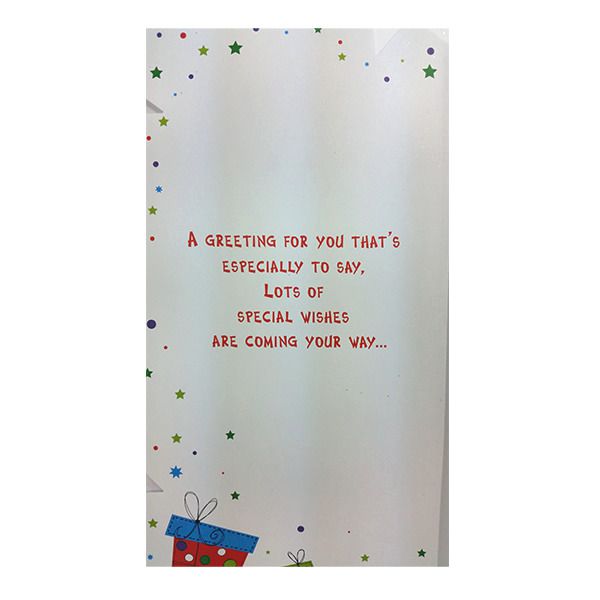 A GREETING FOR YOU THAT'S
ESPECIALLY TO SAY,
LOTS OF
SPECIAL WISHES
ARE COMING YOUR WAY...